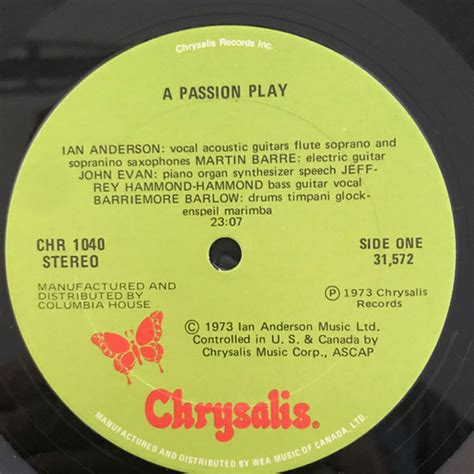 Chrysalis Records Inc.
A PASSION PLAY
IAN ANDERSON: vocal acoustic guitars flute soprano and
sopranino saxophones MARTIN BARRE: electric guitar
JOHN EVAN: piano organ synthesizer speech JEFF-
REY HAMMOND-HAMMOND bass guitar vocal
BARRIEMORE BARLOW: drums timpani glock-
enspeil marimba
23:07
CHR 1040
STEREO
SIDE ONE
31,572
MANUFACTURED AND
DISTRIBUTED BY
COLUMBIA HOUSE
Ⓟ 1973 Chrysalis
Records
© 1973 Ian Anderson Music Ltd.
Controlled in U. S. & Canada by
Chrysalis Music Corp., ASCAP
Chrysalis.
MANUFACTURED AND DISTRIBUTED BY WEA MUSIC OF CANADA, LTD.